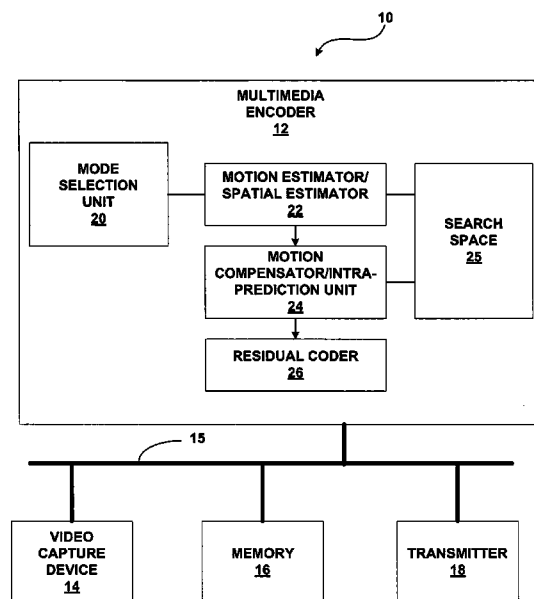 10
MULTIMEDIA
ENCODER
12
MODE
SELECTION
UNIT
20
MOTION ESTIMATOR/
SPATIAL ESTIMATOR
22
SEARCH
SPACE
25
MOTION
COMPENSATOR/INTRA-
PREDICTION UNIT
24
RESIDUAL CODER
26
15
VIDEO
CAPTURE
DEVICE
14
MEMORY
16
TRANSMITTER
18